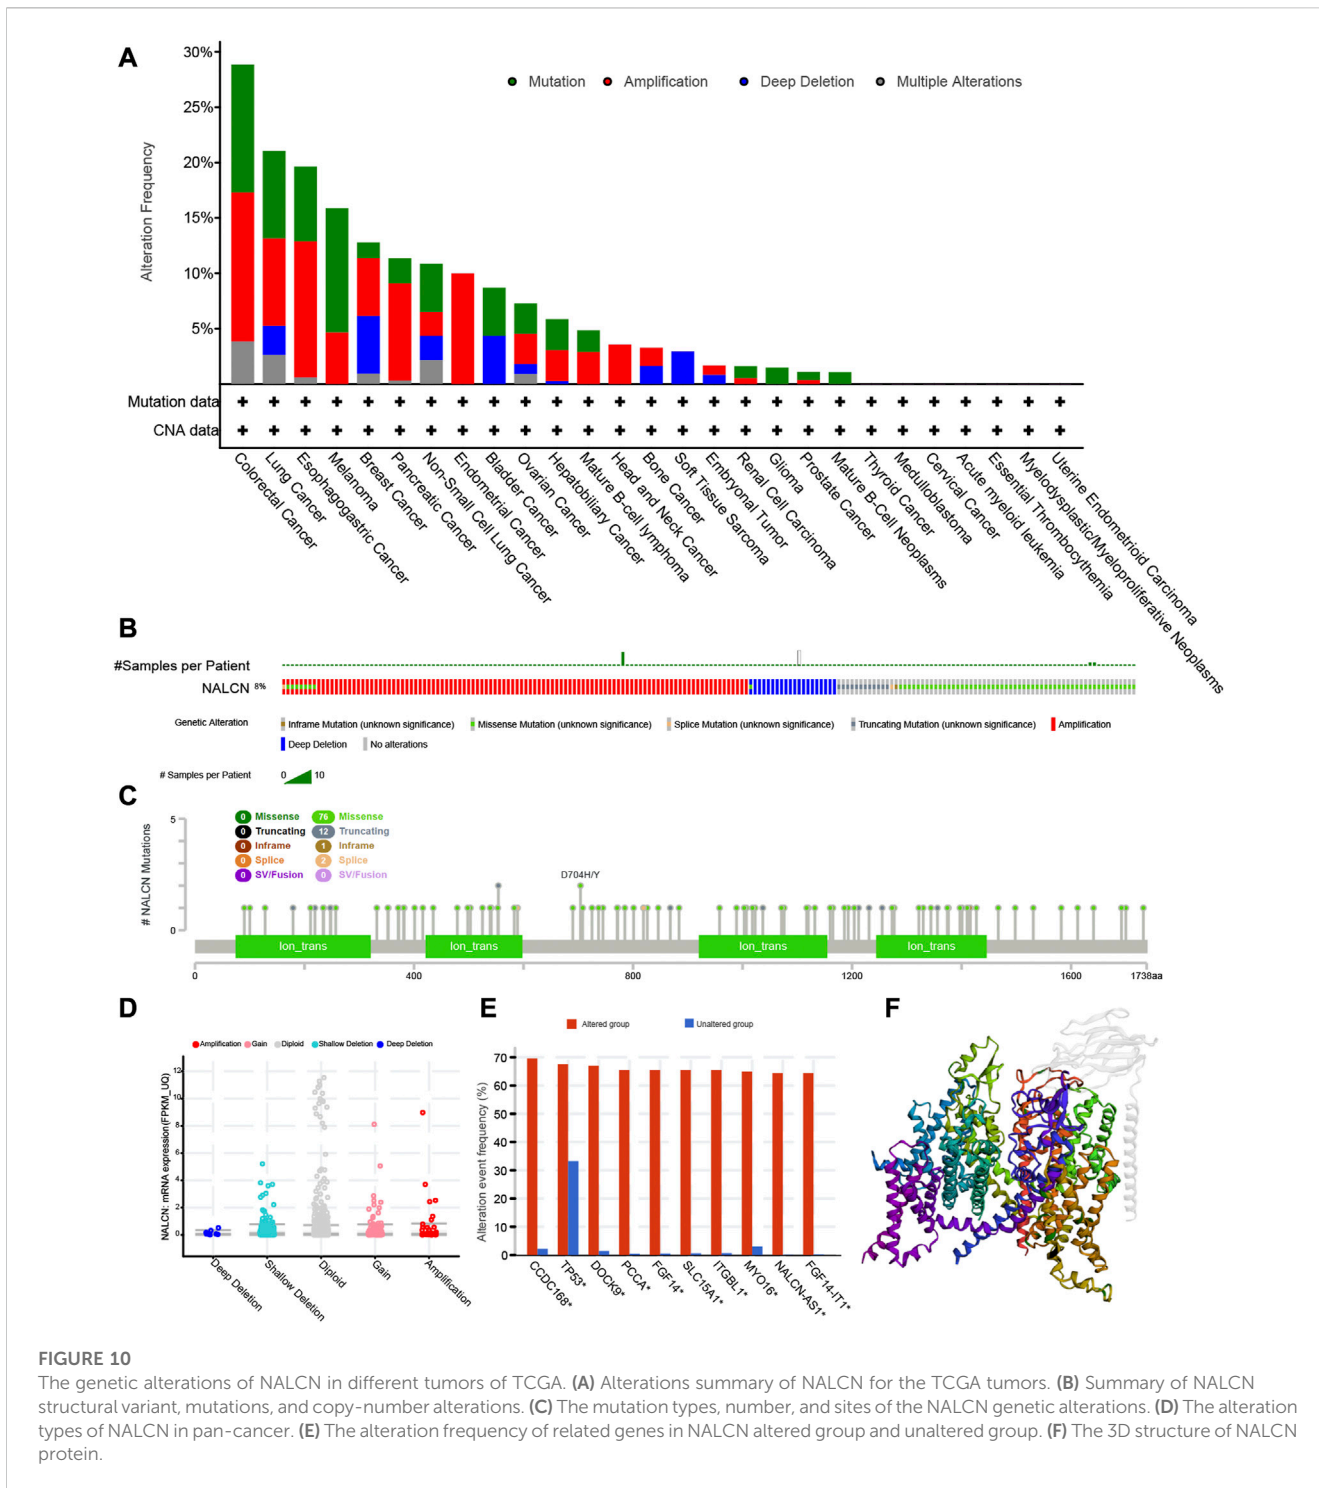 A
30%
25%
20%
15%
10%
5%
Alteration Frequency
Mutation
Amplification
Deep Deletion
Multiple Alterations
Mutation data
CNA data
Colorectal Cancer
Lung Cancer
Esophagogastric Cancer
Melanoma
Breast Cancer
Pancreatic Cancer
Non-Small Cell Lung Cancer
Endometrial Cancer
Bladder Cancer
Ovarian Cancer
Hepatobiliary Cancer
Mature B-cell lymphoma
Head and Neck Cancer
Bone Cancer
Soft Tissue Sarcoma
Embryonal Tumor
Renal Cell Carcinoma
Glioma
Prostate Cancer
Mature B-Cell Neoplasms
Thyroid Cancer
Medulloblastoma
Cervical Cancer
Acute myeloid leukemia
Essential Thrombocythemia
Myelodysplastic/Myeloproliferative Neoplasms
Uterine Endometrioid Carcinoma
B
#Samples per Patient
NALCN 8%
Genetic Alteration
Inframe Mutation (unknown significance)
Missense Mutation (unknown significance)
Splice Mutation (unknown significance)
Truncating Mutation (unknown significance)
Amplification
Deep Deletion
No alterations
# Samples per Patient
0 10
C
# NALCN Mutations
5
0
0 Missense 76 Missense
0 Truncating 12 Truncating
0 Inframe 1 Inframe
0 Splice 2 Splice
0 SV/Fusion 0 SV/Fusion
D704H/Y
Ion_trans Ion_trans Ion_trans Ion_trans
0 400 800 1200 1600 1738aa
D
Amplification Gain Diploid Shallow Deletion Deep Deletion
NALCN: mRNA expression(FPKM_UQ)
12
10
8
6
4
2
0
Deep Deletion
Shallow Deletion
Diploid
Gain
Amplification
E
Altered group Unaltered group
Alteration event frequency (%)
70
60
50
40
30
20
10
0
CCDC168*
TP53*
DOCK9*
PCCA*
FGF14*
SLC15A1*
ITGBL1*
MYO16*
NALCN-AS1*
FGF14-IT1*
F
FIGURE 10
The genetic alterations of NALCN in different tumors of TCGA. (A) Alterations summary of NALCN for the TCGA tumors. (B) Summary of NALCN
structural variant, mutations, and copy-number alterations. (C) The mutation types, number, and sites of the NALCN genetic alterations. (D) The alteration
types of NALCN in pan-cancer. (E) The alteration frequency of related genes in NALCN altered group and unaltered group. (F) The 3D structure of NALCN
protein.